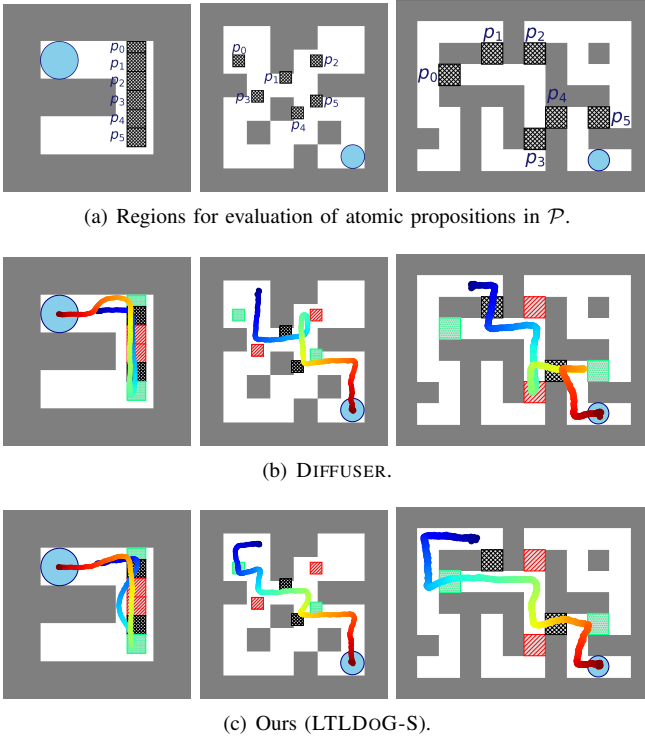 p0
p1
p2
p3
p4
p5
p0
p2
p1
p3
p5
p4
p1
p2
p0
p4
p5
p3
(a) Regions for evaluation of atomic propositions in 𝒫.
(b) DIFFUSER.
(c) Ours (LTLDOG-S).